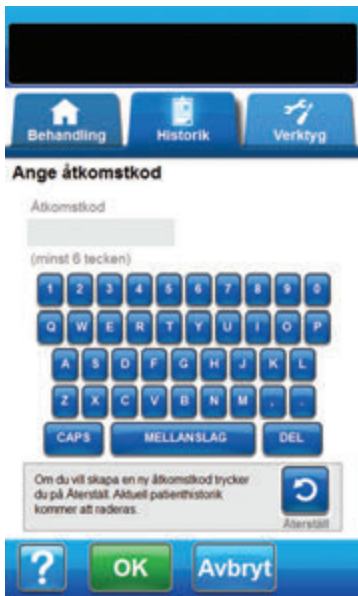 Behandling Historik Verktyg
Ange åtkomstkod
Åtkomstkod
(minst 6 tecken)
1 2 3 4 5 6 7 8 9 0
Q W E R T Y U I O P
A S D F G H J K L
Z X C V B N M , .
CAPS MELLANSLAG DEL
Om du vill skapa en ny åtkomstkod trycker
du på Återställ. Aktuell patienthistorik
kommer att raderas.
Återställ
? OK Avbryt